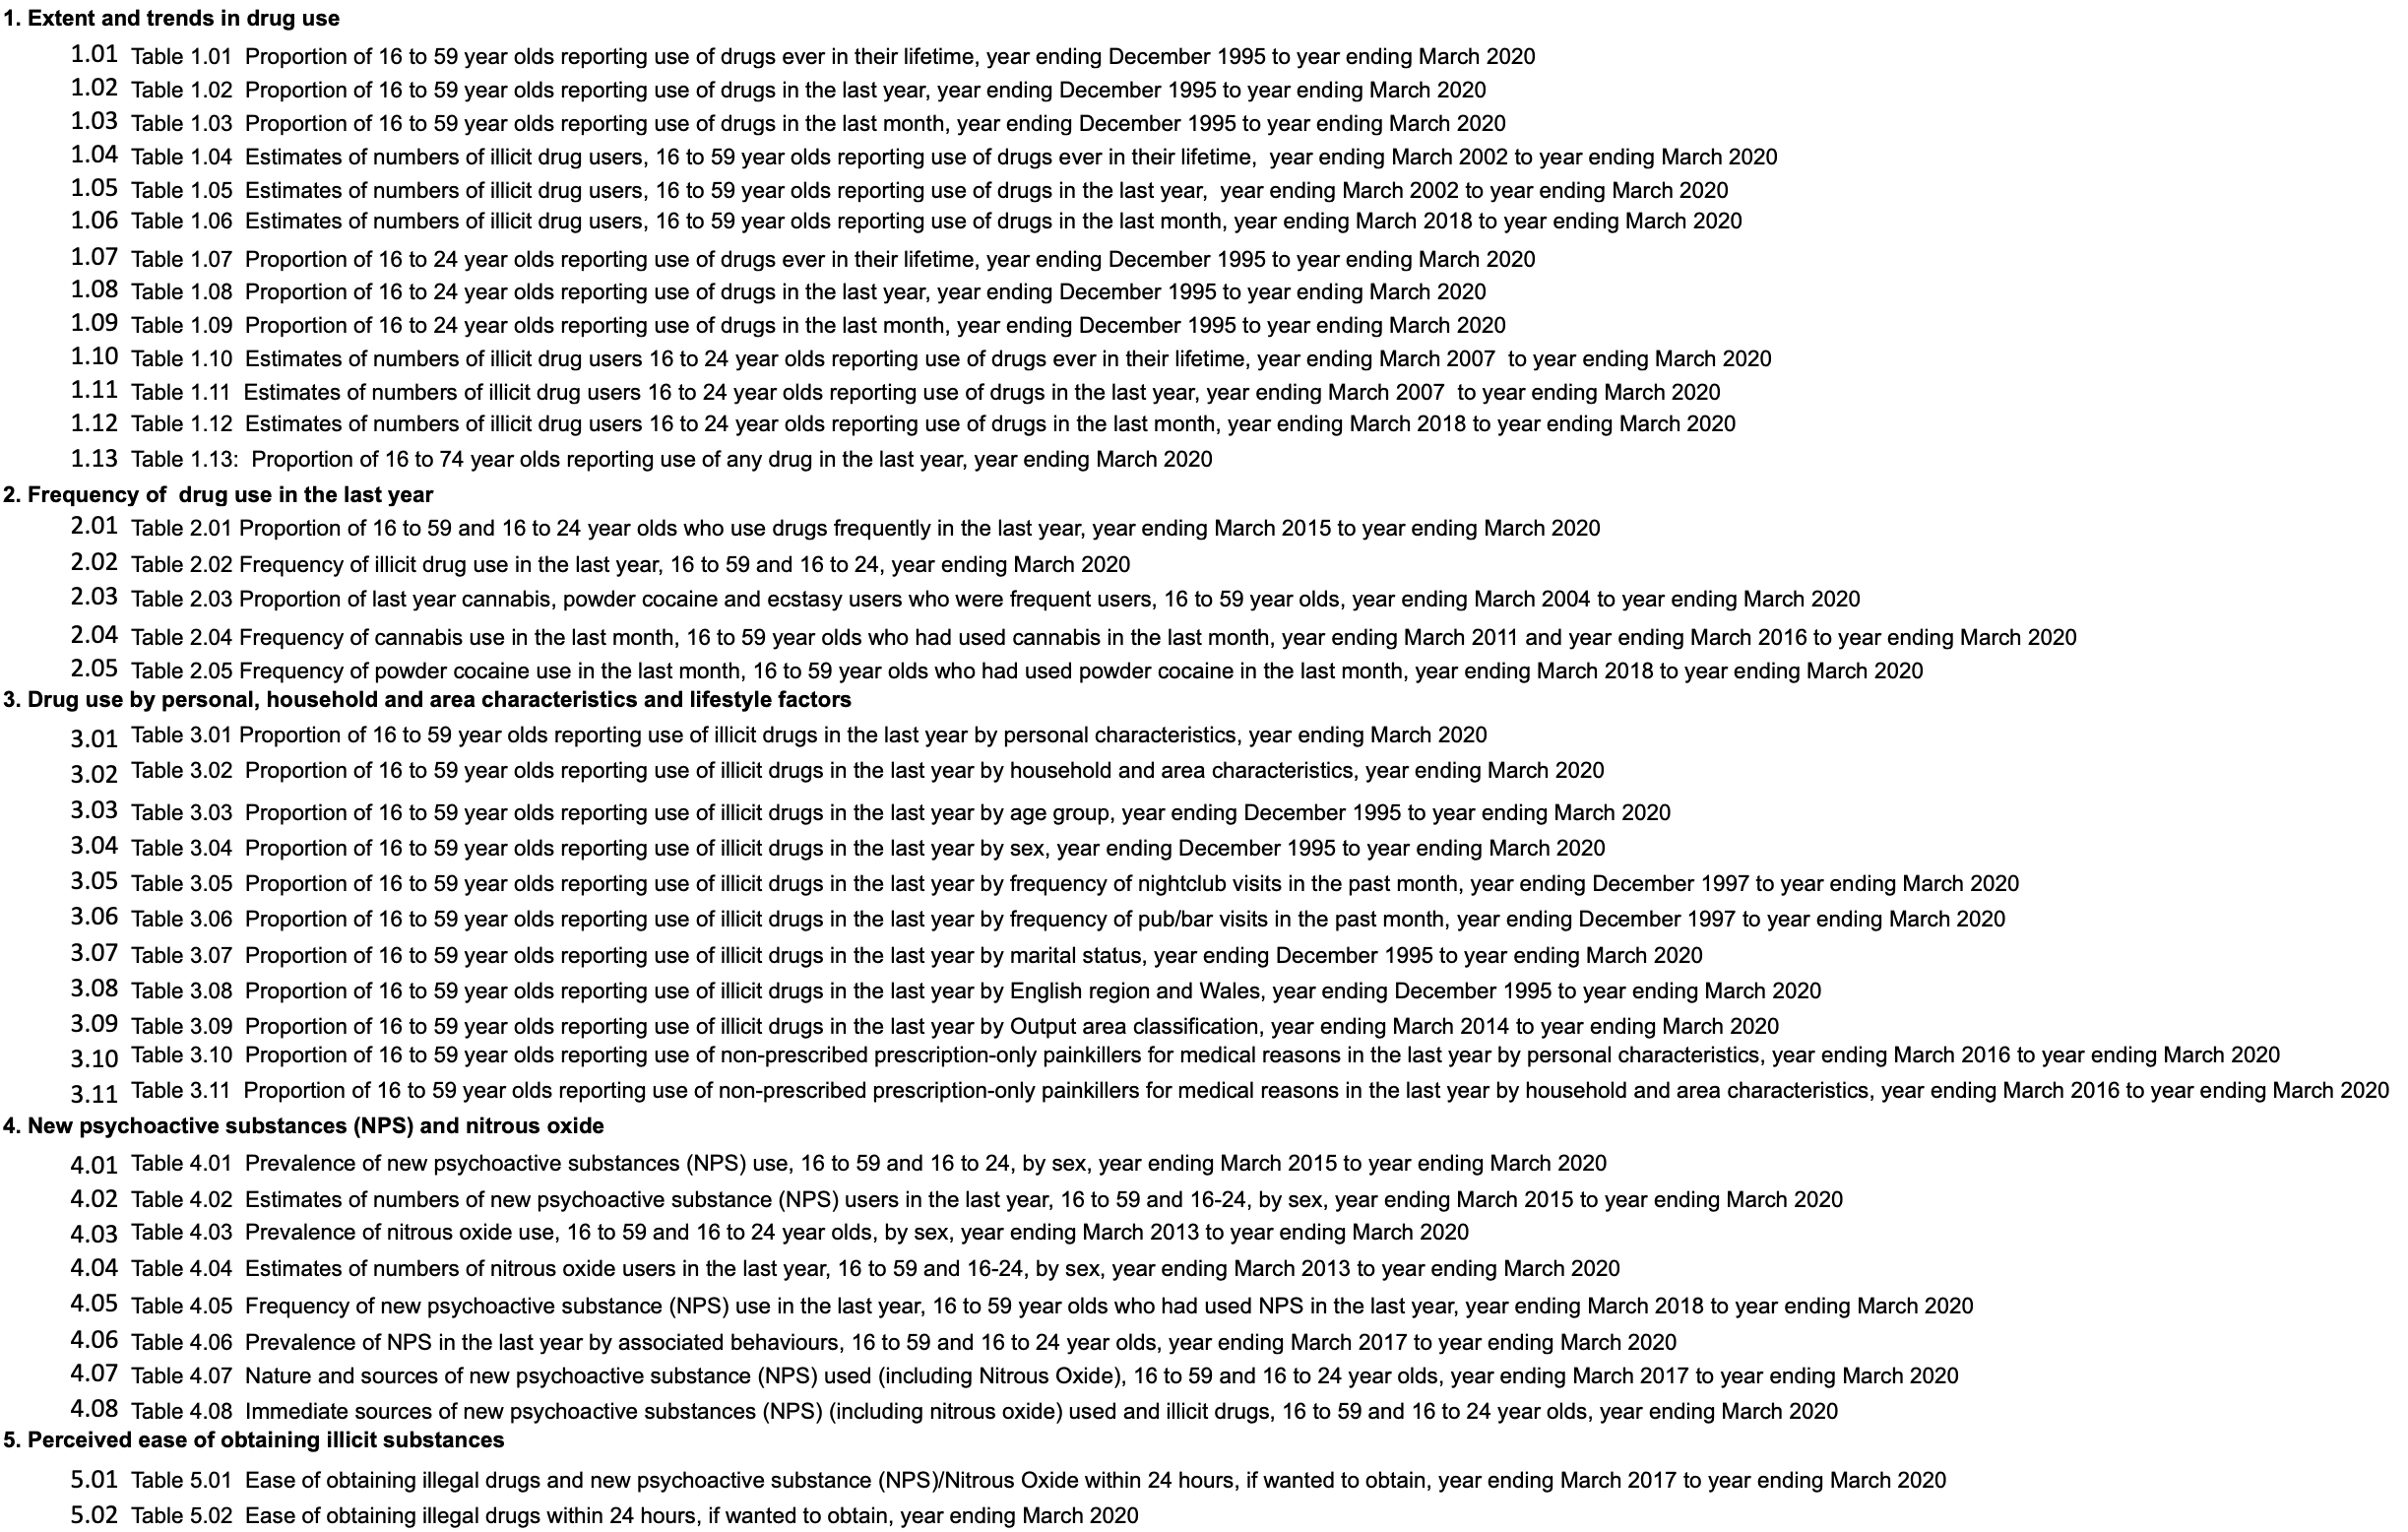 1. Extent and trends in drug use
1.01 Table 1.01 Proportion of 16 to 59 year olds reporting use of drugs ever in their lifetime, year ending December 1995 to year ending March 2020
1.02 Table 1.02 Proportion of 16 to 59 year olds reporting use of drugs in the last year, year ending December 1995 to year ending March 2020
1.03 Table 1.03 Proportion of 16 to 59 year olds reporting use of drugs in the last month, year ending December 1995 to year ending March 2020
1.04 Table 1.04 Estimates of numbers of illicit drug users, 16 to 59 year olds reporting use of drugs ever in their lifetime, year ending March 2002 to year ending March 2020
1.05 Table 1.05 Estimates of numbers of illicit drug users, 16 to 59 year olds reporting use of drugs in the last year, year ending March 2002 to year ending March 2020
1.06 Table 1.06 Estimates of numbers of illicit drug users, 16 to 59 year olds reporting use of drugs in the last month, year ending March 2018 to year ending March 2020
1.07 Table 1.07 Proportion of 16 to 24 year olds reporting use of drugs ever in their lifetime, year ending December 1995 to year ending March 2020
1.08 Table 1.08 Proportion of 16 to 24 year olds reporting use of drugs in the last year, year ending December 1995 to year ending March 2020
1.09 Table 1.09 Proportion of 16 to 24 year olds reporting use of drugs in the last month, year ending December 1995 to year ending March 2020
1.10 Table 1.10 Estimates of numbers of illicit drug users 16 to 24 year olds reporting use of drugs ever in their lifetime, year ending March 2007 to year ending March 2020
1.11 Table 1.11 Estimates of numbers of illicit drug users 16 to 24 year olds reporting use of drugs in the last year, year ending March 2007 to year ending March 2020
1.12 Table 1.12 Estimates of numbers of illicit drug users 16 to 24 year olds reporting use of drugs in the last month, year ending March 2018 to year ending March 2020
1.13 Table 1.13: Proportion of 16 to 74 year olds reporting use of any drug in the last year, year ending March 2020
2. Frequency of drug use in the last year
2.01 Table 2.01 Proportion of 16 to 59 and 16 to 24 year olds who use drugs frequently in the last year, year ending March 2015 to year ending March 2020
2.02 Table 2.02 Frequency of illicit drug use in the last year, 16 to 59 and 16 to 24, year ending March 2020
2.03 Table 2.03 Proportion of last year cannabis, powder cocaine and ecstasy users who were frequent users, 16 to 59 year olds, year ending March 2004 to year ending March 2020
2.04 Table 2.04 Frequency of cannabis use in the last month, 16 to 59 year olds who had used cannabis in the last month, year ending March 2011 and year ending March 2016 to year ending March 2020
2.05 Table 2.05 Frequency of powder cocaine use in the last month, 16 to 59 year olds who had used powder cocaine in the last month, year ending March 2018 to year ending March 2020
3. Drug use by personal, household and area characteristics and lifestyle factors
3.01 Table 3.01 Proportion of 16 to 59 year olds reporting use of illicit drugs in the last year by personal characteristics, year ending March 2020
3.02 Table 3.02 Proportion of 16 to 59 year olds reporting use of illicit drugs in the last year by household and area characteristics, year ending March 2020
3.03 Table 3.03 Proportion of 16 to 59 year olds reporting use of illicit drugs in the last year by age group, year ending December 1995 to year ending March 2020
3.04 Table 3.04 Proportion of 16 to 59 year olds reporting use of illicit drugs in the last year by sex, year ending December 1995 to year ending March 2020
3.05 Table 3.05 Proportion of 16 to 59 year olds reporting use of illicit drugs in the last year by frequency of nightclub visits in the past month, year ending December 1997 to year ending March 2020
3.06 Table 3.06 Proportion of 16 to 59 year olds reporting use of illicit drugs in the last year by frequency of pub/bar visits in the past month, year ending December 1997 to year ending March 2020
3.07 Table 3.07 Proportion of 16 to 59 year olds reporting use of illicit drugs in the last year by marital status, year ending December 1995 to year ending March 2020
3.08 Table 3.08 Proportion of 16 to 59 year olds reporting use of illicit drugs in the last year by English region and Wales, year ending December 1995 to year ending March 2020
3.09 Table 3.09 Proportion of 16 to 59 year olds reporting use of illicit drugs in the last year by Output area classification, year ending March 2014 to year ending March 2020
3.10 Table 3.10 Proportion of 16 to 59 year olds reporting use of non-prescribed prescription-only painkillers for medical reasons in the last year by personal characteristics, year ending March 2016 to year ending March 2020
3.11 Table 3.11 Proportion of 16 to 59 year olds reporting use of non-prescribed prescription-only painkillers for medical reasons in the last year by household and area characteristics, year ending March 2016 to year ending March 2020
4. New psychoactive substances (NPS) and nitrous oxide
4.01 Table 4.01 Prevalence of new psychoactive substances (NPS) use, 16 to 59 and 16 to 24, by sex, year ending March 2015 to year ending March 2020
4.02 Table 4.02 Estimates of numbers of new psychoactive substance (NPS) users in the last year, 16 to 59 and 16-24, by sex, year ending March 2015 to year ending March 2020
4.03 Table 4.03 Prevalence of nitrous oxide use, 16 to 59 and 16 to 24 year olds, by sex, year ending March 2013 to year ending March 2020
4.04 Table 4.04 Estimates of numbers of nitrous oxide users in the last year, 16 to 59 and 16-24, by sex, year ending March 2013 to year ending March 2020
4.05 Table 4.05 Frequency of new psychoactive substance (NPS) use in the last year, 16 to 59 year olds who had used NPS in the last year, year ending March 2018 to year ending March 2020
4.06 Table 4.06 Prevalence of NPS in the last year by associated behaviours, 16 to 59 and 16 to 24 year olds, year ending March 2017 to year ending March 2020
4.07 Table 4.07 Nature and sources of new psychoactive substance (NPS) used (including Nitrous Oxide), 16 to 59 and 16 to 24 year olds, year ending March 2017 to year ending March 2020
4.08 Table 4.08 Immediate sources of new psychoactive substances (NPS) (including nitrous oxide) used and illicit drugs, 16 to 59 and 16 to 24 year olds, year ending March 2020
5. Perceived ease of obtaining illicit substances
5.01 Table 5.01 Ease of obtaining illegal drugs and new psychoactive substance (NPS)/Nitrous Oxide within 24 hours, if wanted to obtain, year ending March 2017 to year ending March 2020
5.02 Table 5.02 Ease of obtaining illegal drugs within 24 hours, if wanted to obtain, year ending March 2020